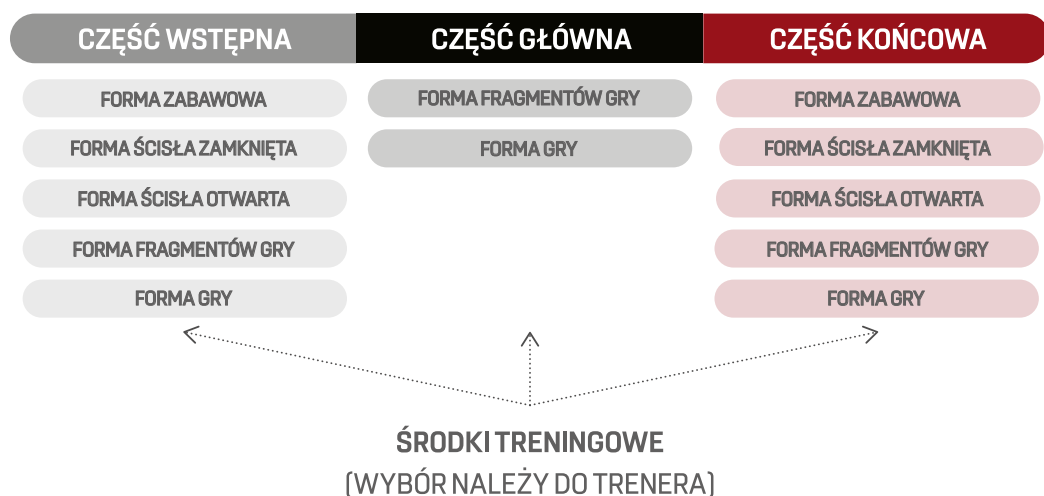 CZĘŚĆ WSTĘPNA
FORMA ZABAWOWA
FORMA ŚCISŁA ZAMKNIĘTA
FORMA ŚCISŁA OTWARTA
FORMA FRAGMENTÓW GRY
FORMA GRY
CZĘŚĆ GŁÓWNA
FORMA FRAGMENTÓW GRY
FORMA GRY
CZĘŚĆ KOŃCOWA
FORMA ZABAWOWA
FORMA ŚCISŁA ZAMKNIĘTA
FORMA ŚCISŁA OTWARTA
FORMA FRAGMENTÓW GRY
FORMA GRY
ŚRODKI TRENINGOWE
(WYBÓR NALEŻY DO TRENERA)